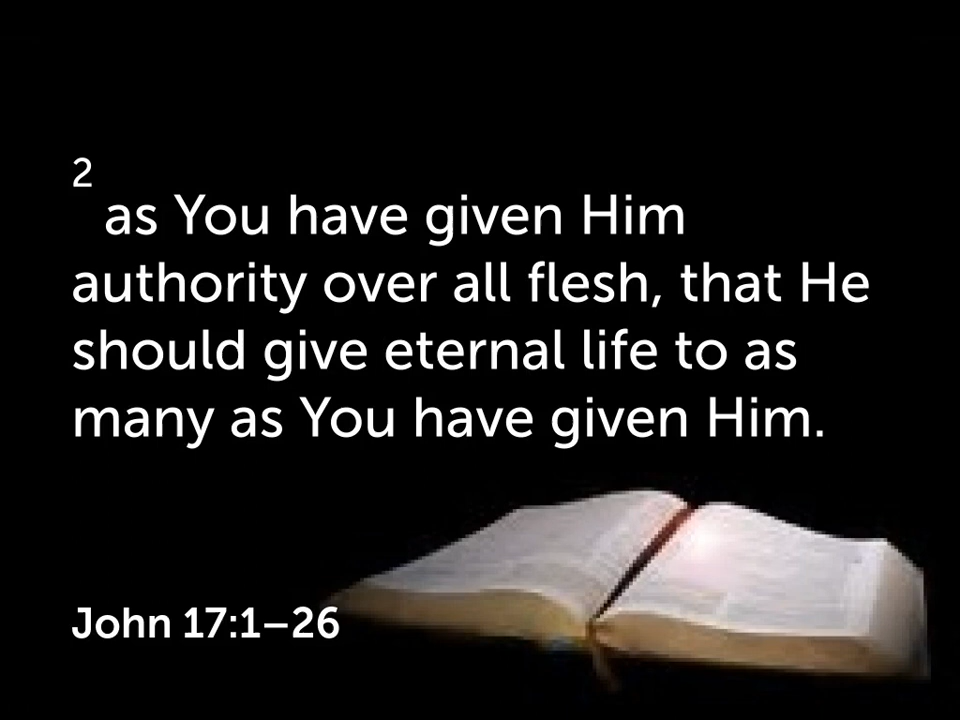 2
as You have given Him
authority over all flesh, that He
should give eternal life to as
many as You have given Him.
John 17:1–26